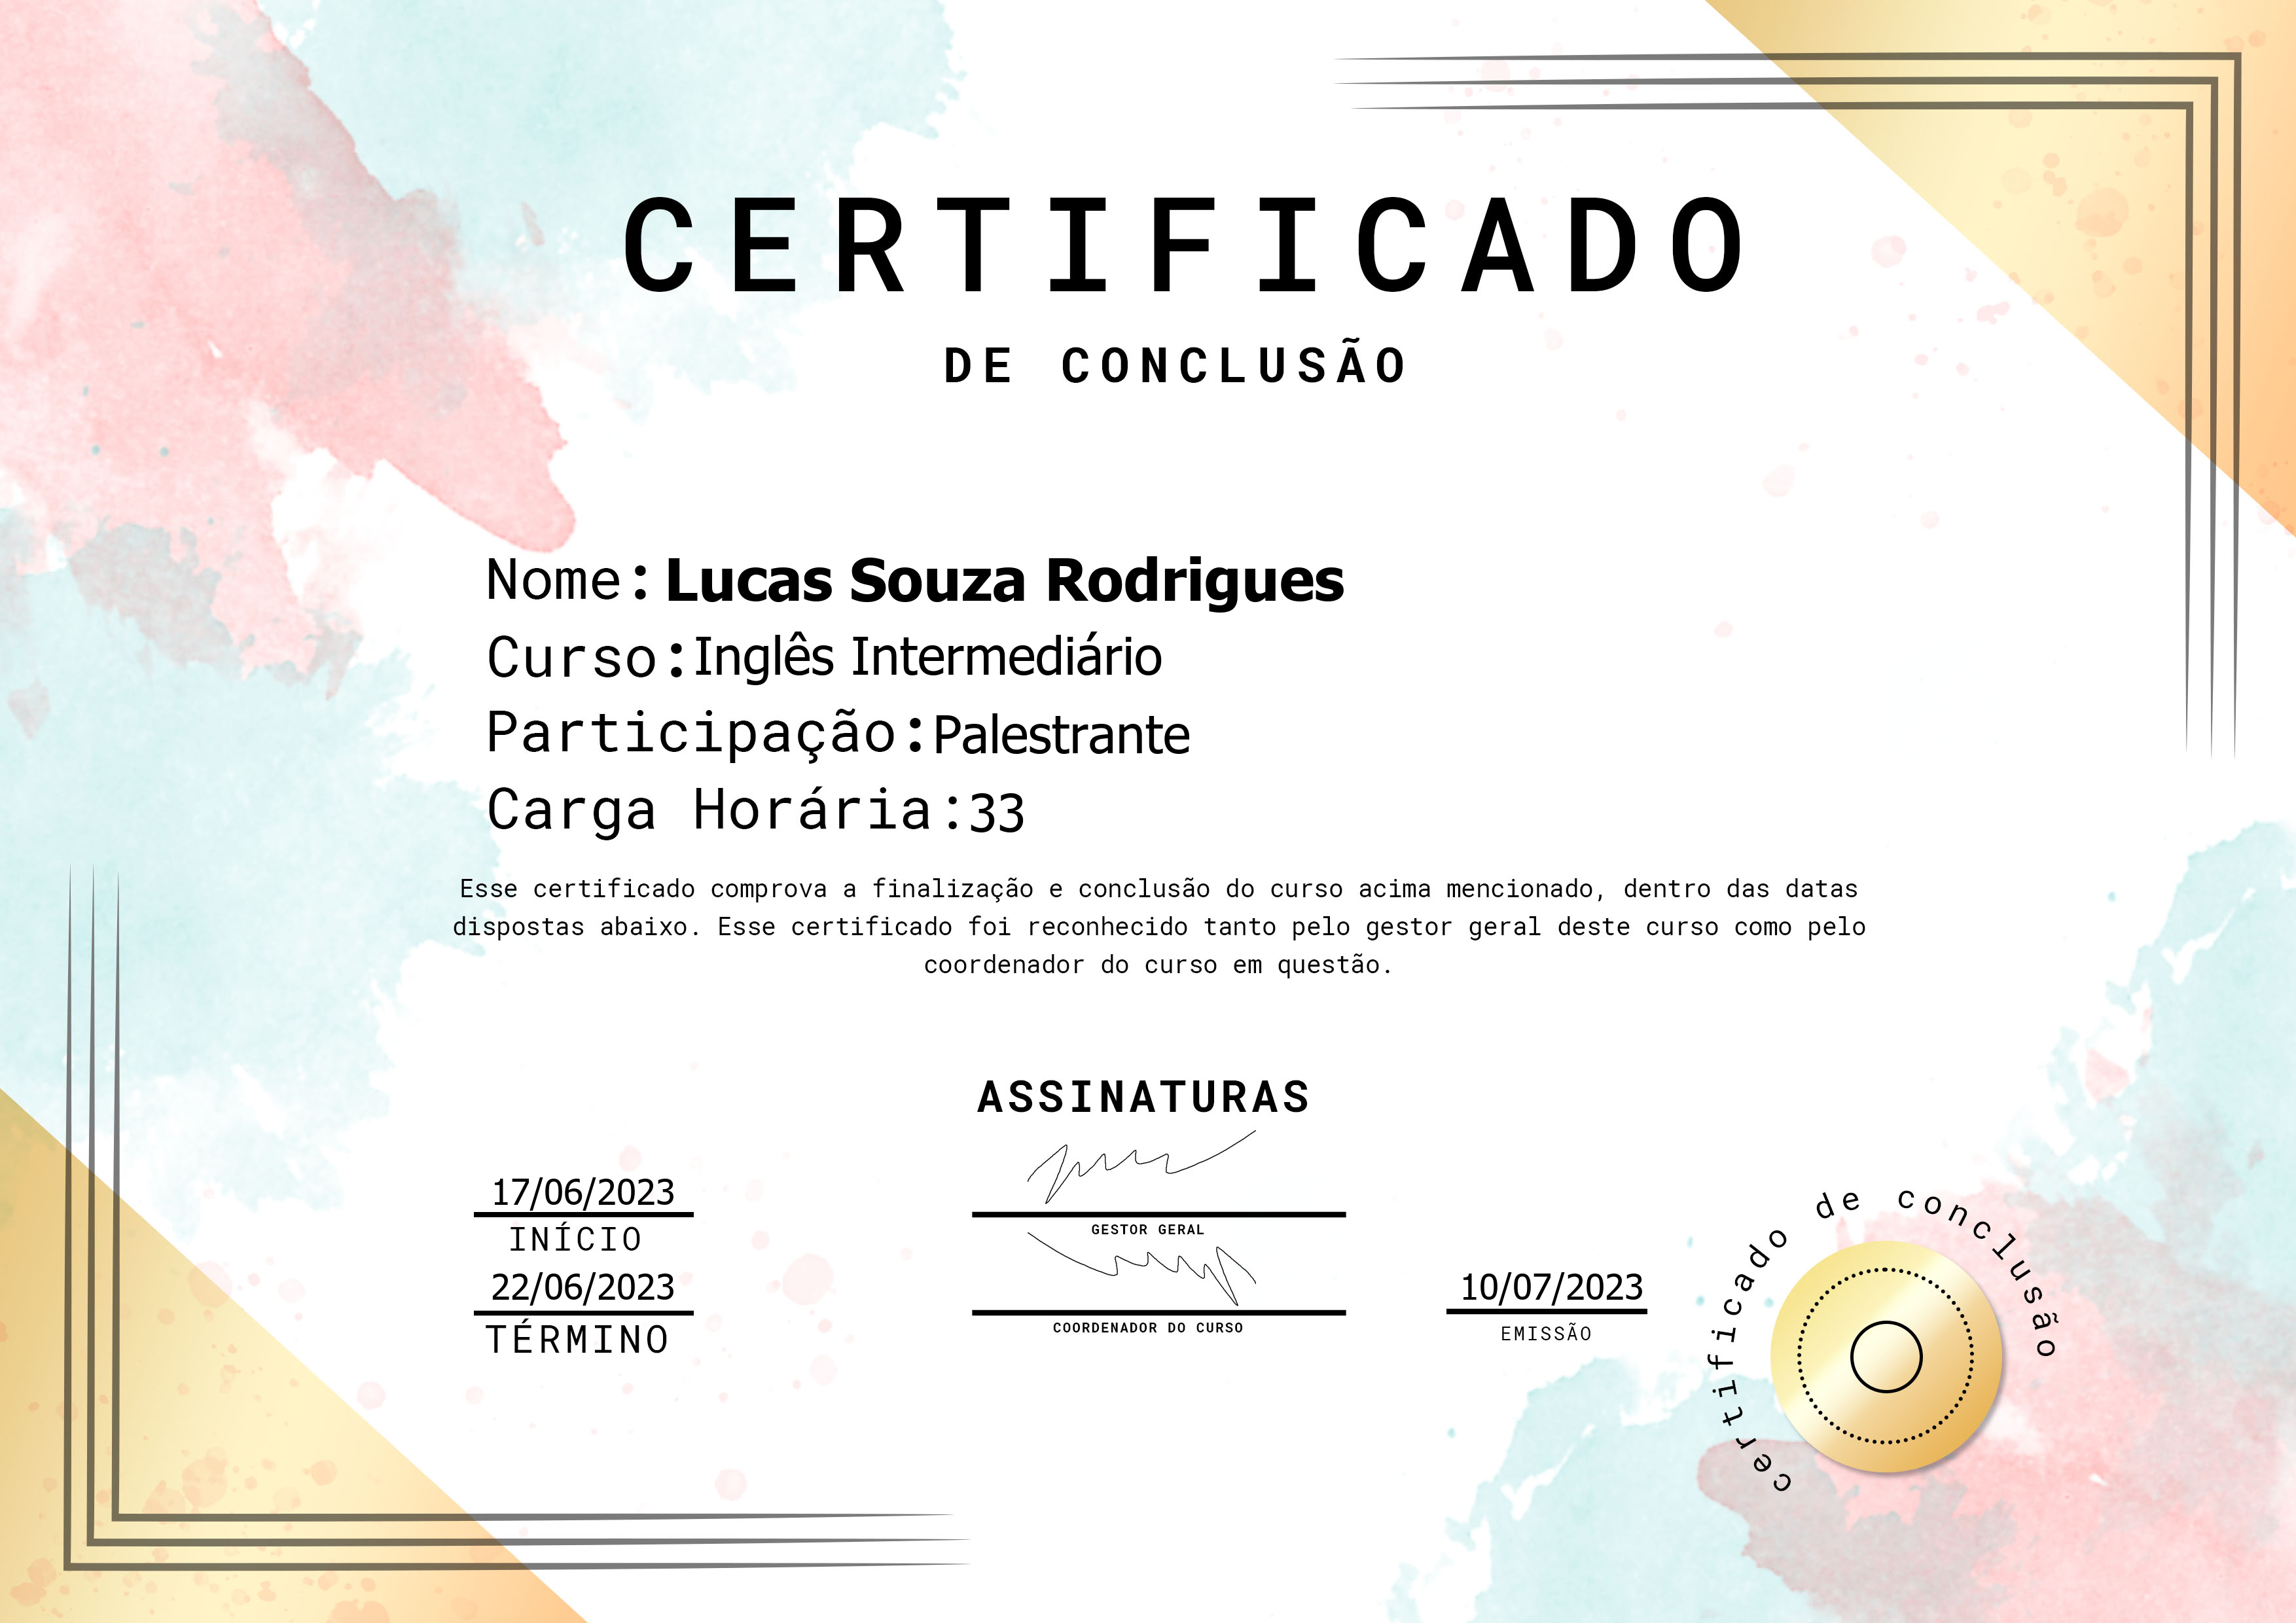 CERTIFICADO
DE CONCLUSÃO
Nome: Lucas Souza Rodrigues
Curso:Inglês Intermediário
Participação:Palestrante
Carga Horária:33
Esse certificado comprova a finalização e conclusão do curso acima mencionado, dentro das datas
dispostas abaixo. Esse certificado foi reconhecido tanto pelo gestor geral deste curso como pelo
coordenador do curso em questão.
ASSINATURAS
17/06/2023
INÍCIO
GESTOR GERAL
22/06/2023
TÉRMINO
COORDENADOR DO CURSO
10/07/2023
EMISSÃO
certificado de conclusão